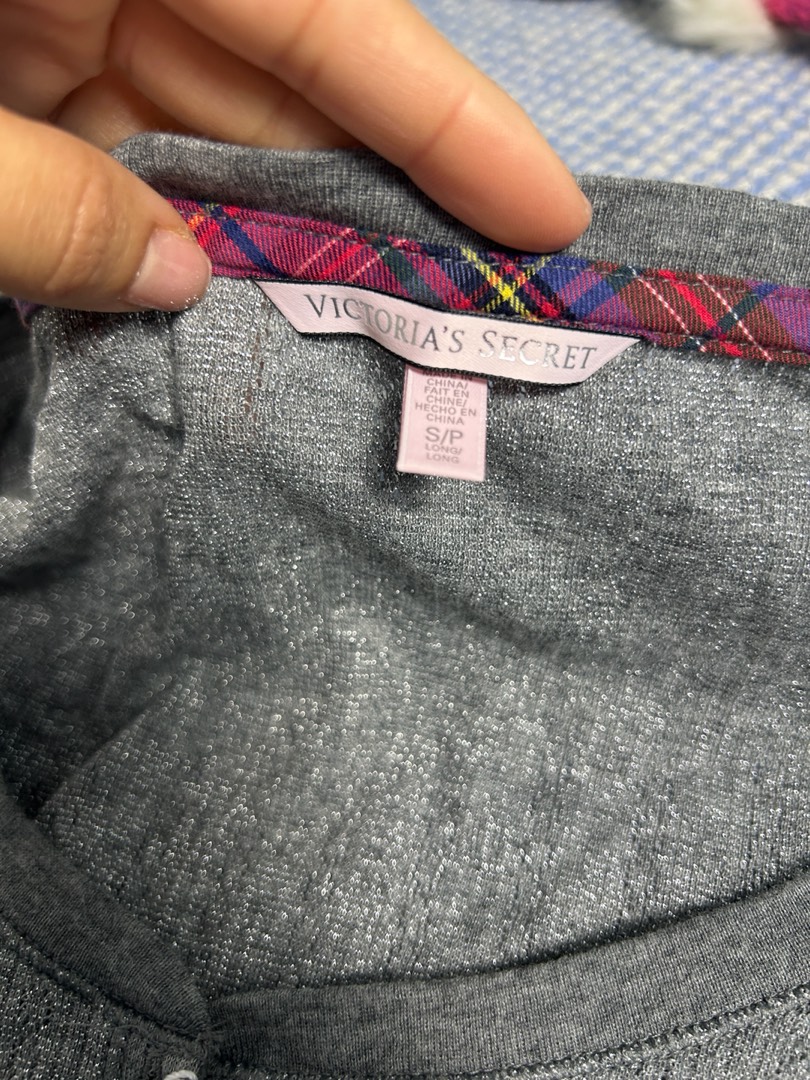 VICTORIA'S SECRET
CHINA/
FAIT EN
CHINE/
HECHO EN
CHINA
S/P
LONG/
LONG